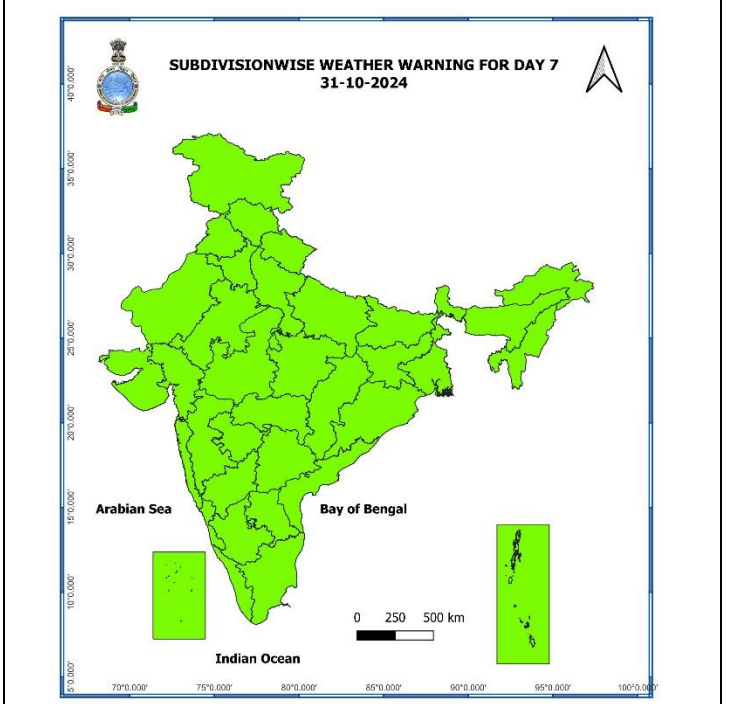 SUBDIVISIONWISE WEATHER WARNING FOR DAY 7
31-10-2024
40°0.000'
35°0.000'
30°0.000'
25°0.000'
20°0.000'
15°0.000'
10°0.000'
5°0.000'
Arabian Sea
Bay of Bengal
0 250 500 km
Indian Ocean
70°0.000' 75°0.000' 80°0.000' 85°0.000' 90°0.000' 95°0.000' 100°0.000'